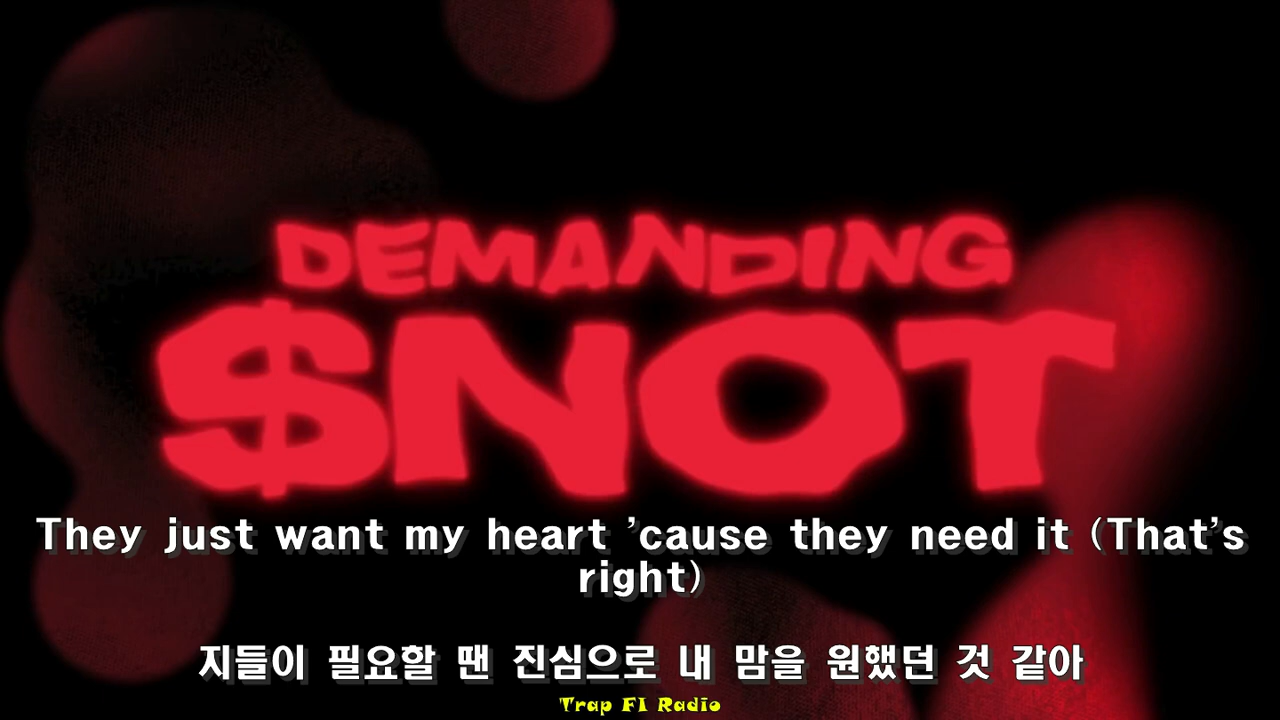 DEMANDING
$NOT
They just want my heart ’cause they need it (That’s
right)
지들이 필요할 땐 진심으로 내 맘을 원했던 것 같아
Trap FI Radio